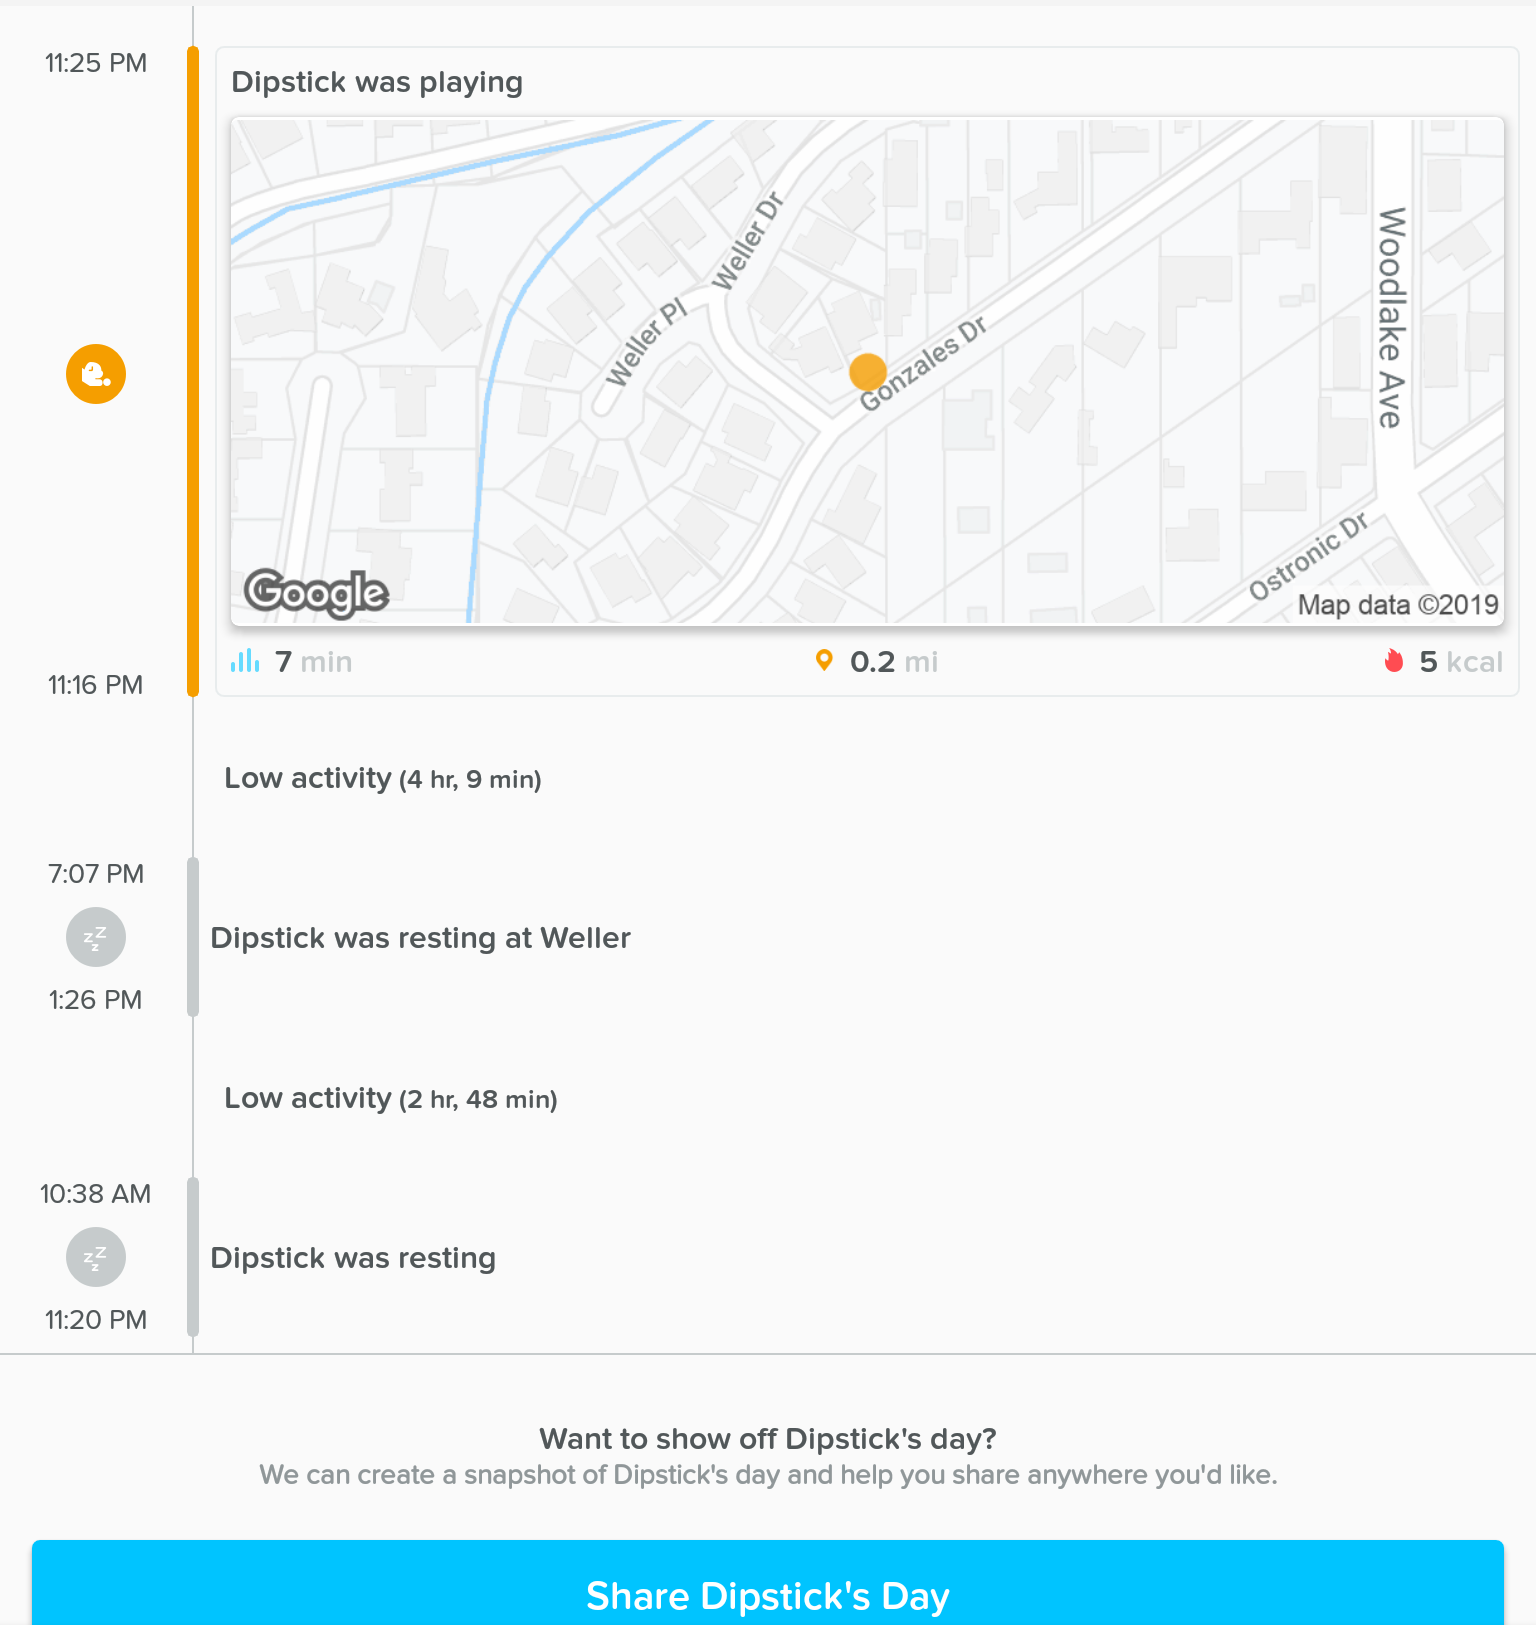 11:25 PM
Dipstick was playing
Weller Dr
Weller Pl
Gonzales Dr
Woodlake Ave
Ostronic Dr
Google
Map data ©2019
7 min
0.2 mi
5 kcal
11:16 PM
Low activity (4 hr, 9 min)
7:07 PM
zzz
Dipstick was resting at Weller
1:26 PM
Low activity (2 hr, 48 min)
10:38 AM
zzz
Dipstick was resting
11:20 PM
Want to show off Dipstick's day?
We can create a snapshot of Dipstick's day and help you share anywhere you'd like.
Share Dipstick's Day